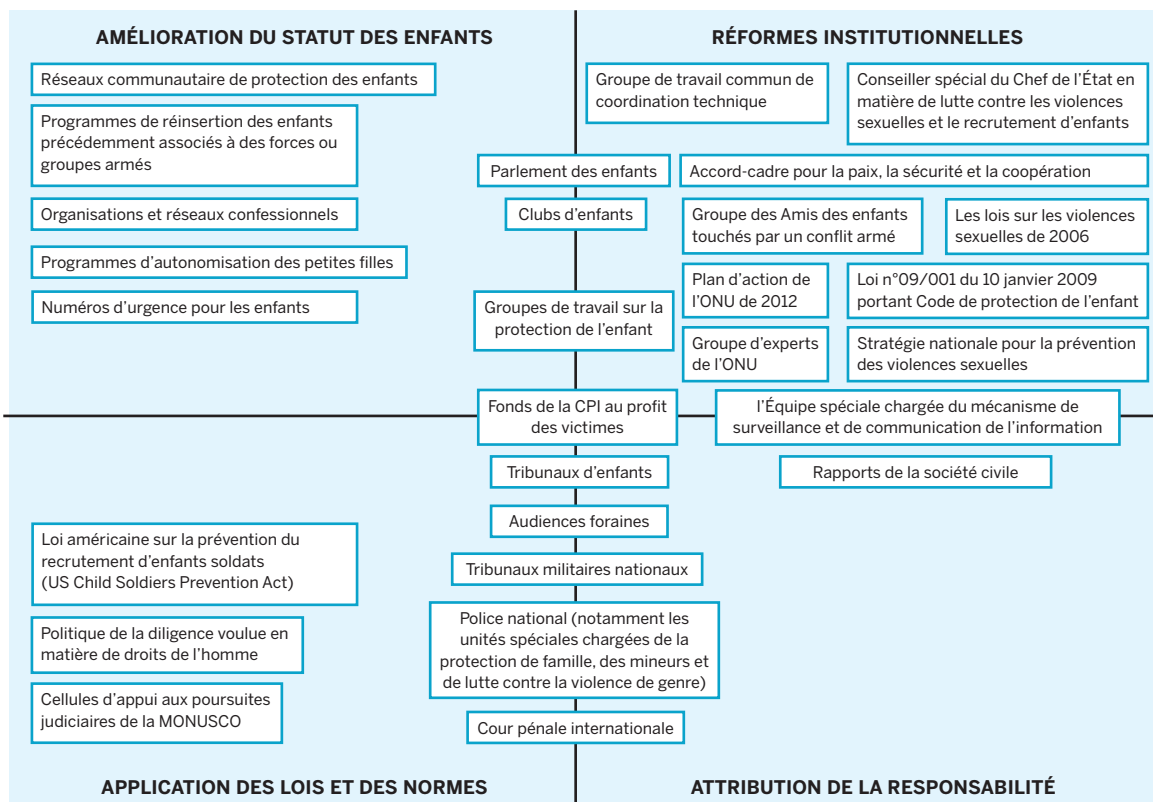 AMÉLIORATION DU STATUT DES ENFANTS
Réseaux communautaire de protection des enfants
Programmes de réinsertion des enfants
précédemment associés à des forces ou
groupes armés
Organisations et réseaux confessionnels
Programmes d'autonomisation des petites filles
Numéros d'urgence pour les enfants
Parlement des enfants
Clubs d'enfants
Groupes de travail sur la
protection de l'enfant
Fonds de la CPI au profit
des victimes
RÉFORMES INSTITUTIONNELLES
Groupe de travail commun de
coordination technique
Conseiller spécial du Chef de l'État en
matière de lutte contre les violences
sexuelles et le recrutement d'enfants
Accord-cadre pour la paix, la sécurité et la coopération
Groupe des Amis des enfants
touchés par un conflit armé
Les lois sur les violences
sexuelles de 2006
Plan d'action de
l'ONU de 2012
Loi n°09/001 du 10 janvier 2009
portant Code de protection de l'enfant
Groupe d'experts
de l'ONU
Stratégie nationale pour la prévention
des violences sexuelles
l'Équipe spéciale chargée du mécanisme de
surveillance et de communication de l'information
Rapports de la société civile
Tribunaux d'enfants
Audiences foraines
Tribunaux militaires nationaux
Police national (notamment les
unités spéciales chargées de la
protection de famille, des mineurs et
de lutte contre la violence de genre)
Cour pénale internationale
Loi américaine sur la prévention du
recrutement d'enfants soldats
(US Child Soldiers Prevention Act)
Politique de la diligence voulue en
matière de droits de l'homme
Cellules d'appui aux poursuites
judiciaires de la MONUSCO
APPLICATION DES LOIS ET DES NORMES
ATTRIBUTION DE LA RESPONSABILITÉ